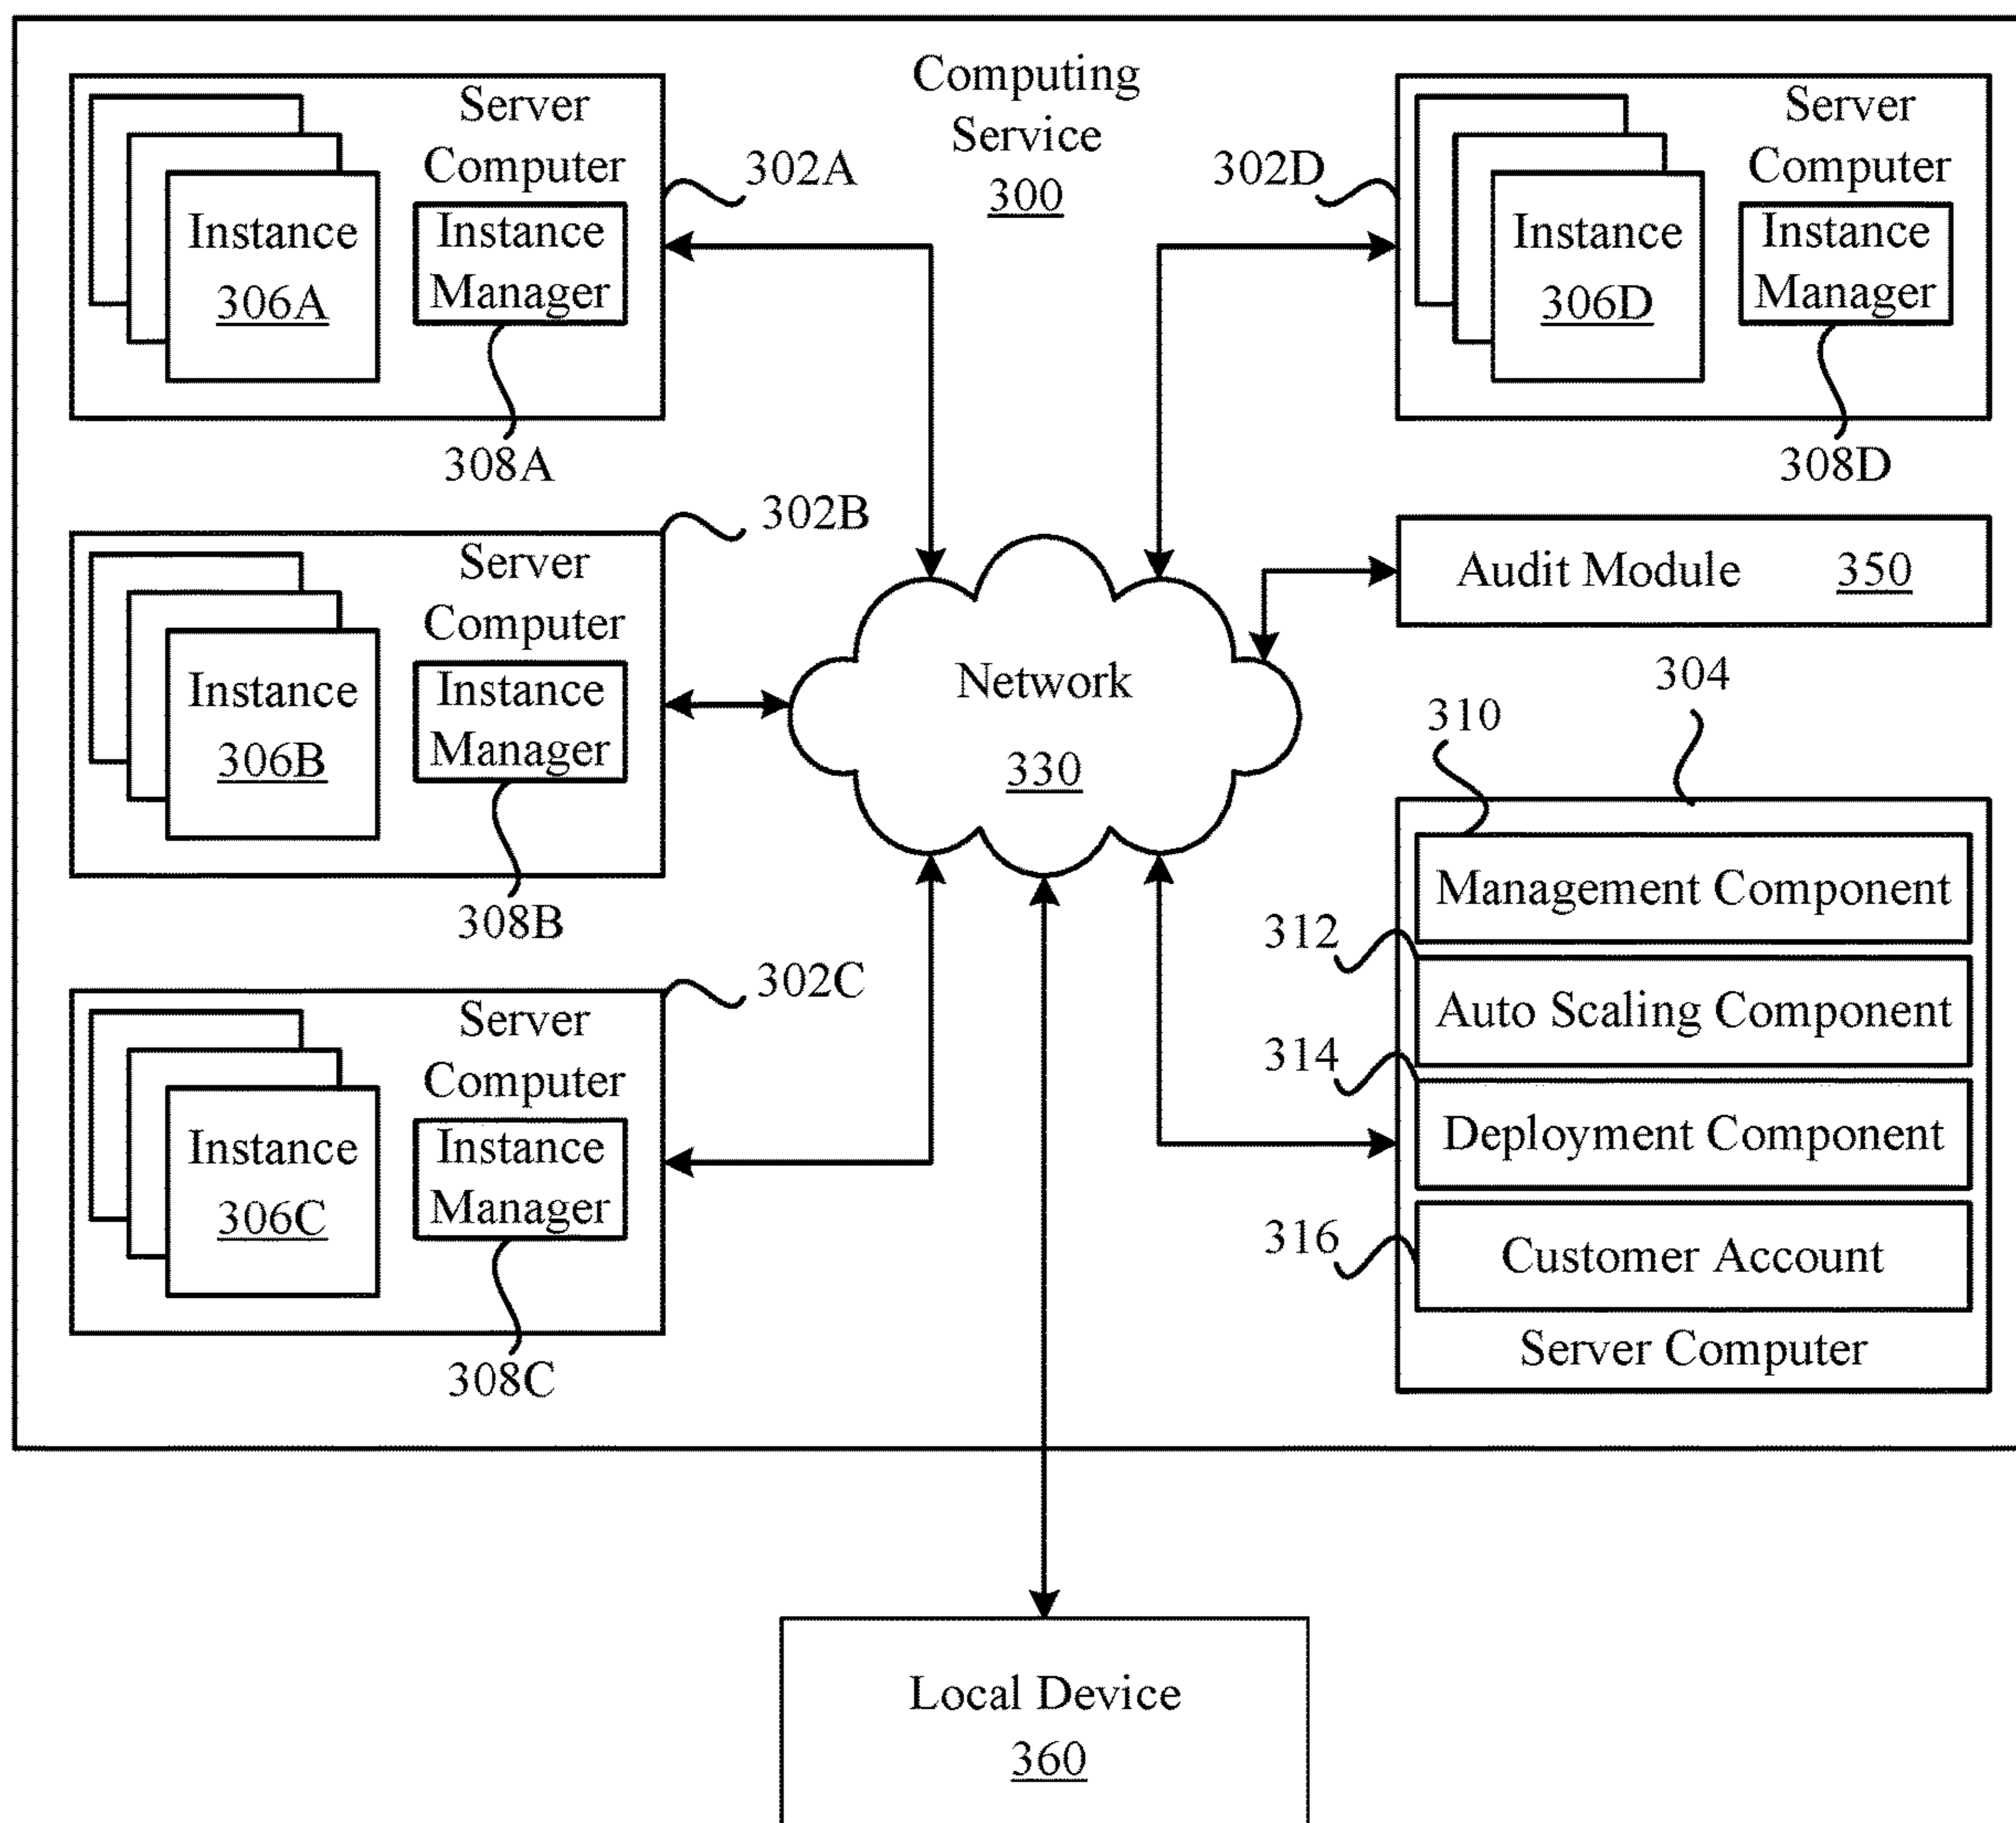 Computing
Service
300
Server
Computer
302A
Instance
306A
Instance
Manager
308A
302D
Server
Computer
Instance
306D
Instance
Manager
308D
302B
Server
Computer
Instance
306B
Instance
Manager
308B
Network
330
Audit Module 350
304
310
Management Component
312
Auto Scaling Component
314
Deployment Component
316
Customer Account
Server Computer
302C
Server
Computer
Instance
306C
Instance
Manager
308C
Local Device
360